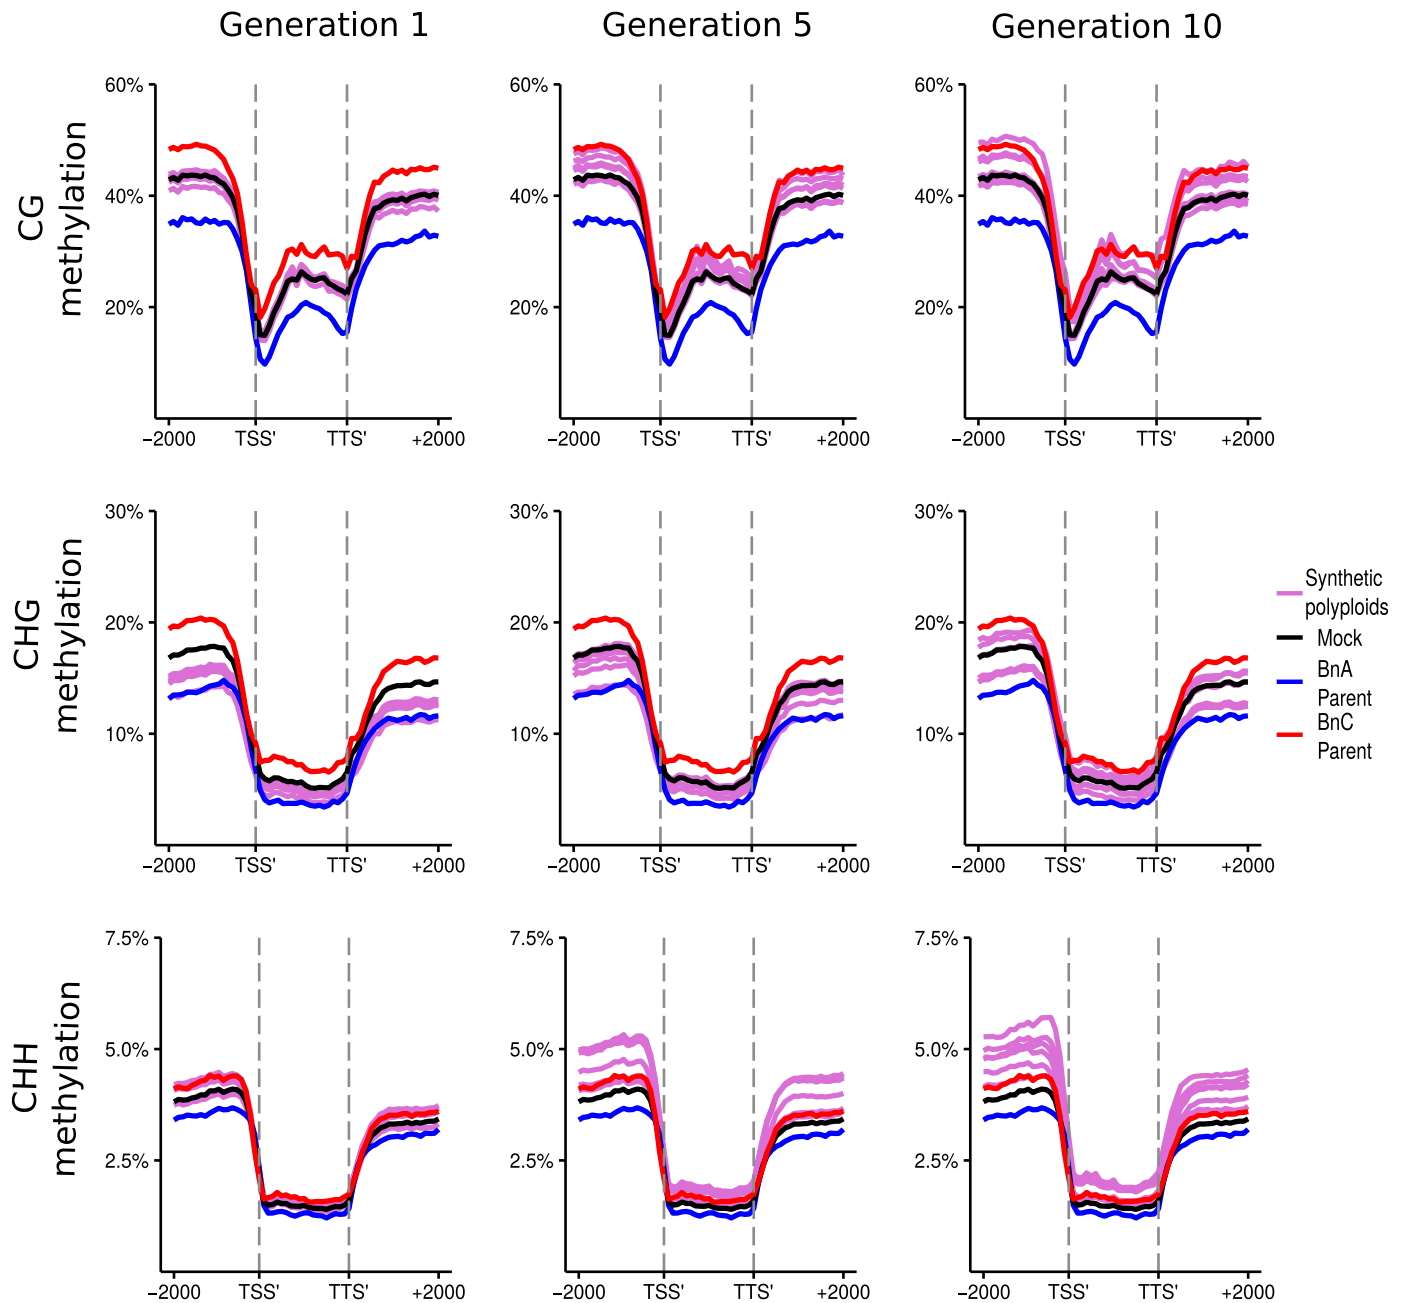 Generation 1
Generation 5
Generation 10
CG
methylation
60%
40%
20%
−2000 TSS' TTS' +2000
60%
40%
20%
−2000 TSS' TTS' +2000
60%
40%
20%
−2000 TSS' TTS' +2000
CHG
methylation
30%
20%
10%
−2000 TSS' TTS' +2000
30%
20%
10%
−2000 TSS' TTS' +2000
30%
20%
10%
−2000 TSS' TTS' +2000
Synthetic
polyploids
Mock
BnA
Parent
BnC
Parent
CHH
methylation
7.5%
5.0%
2.5%
−2000 TSS' TTS' +2000
7.5%
5.0%
2.5%
−2000 TSS' TTS' +2000
7.5%
5.0%
2.5%
−2000 TSS' TTS' +2000